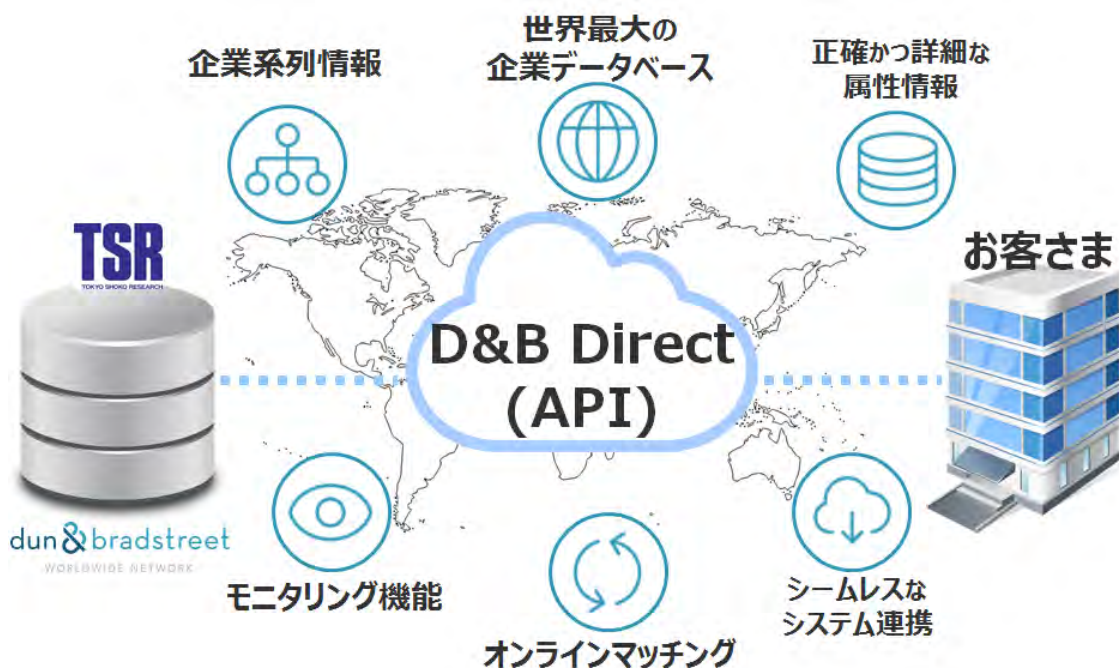 企業系列情報
世界最大の
企業データベース
正確かつ詳細な
属性情報
TSR
TOKYO SHOKO RESEARCH
お客さま
D&B Direct
(API)
dun & bradstreet
WORLDWIDE NETWORK
モニタリング機能
オンラインマッチング
シームレスな
システム連携